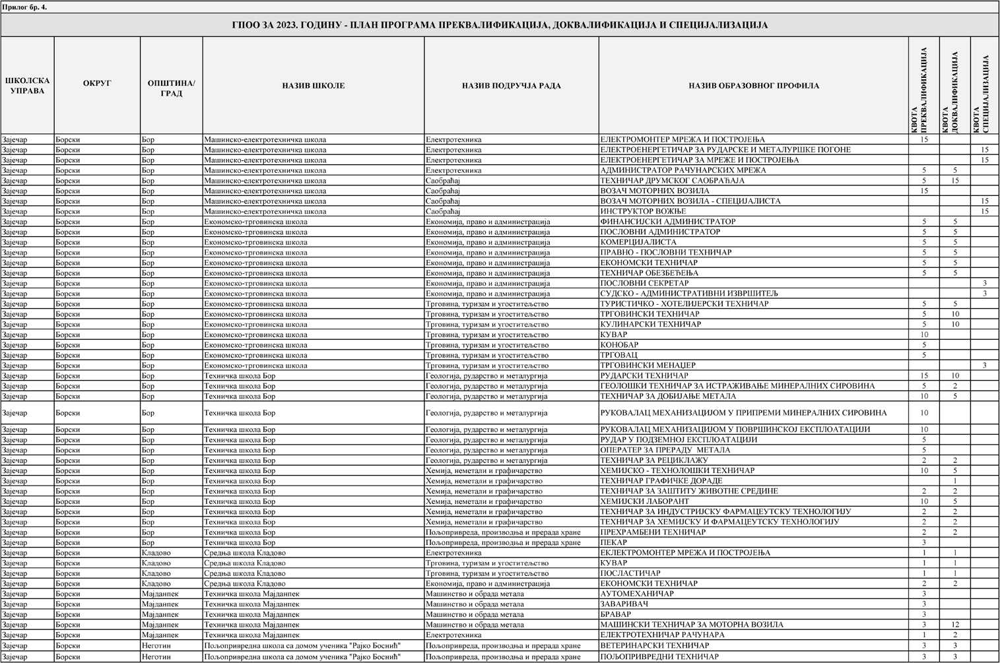 Прилог бр. 4.
ГПОО ЗА 2023. ГОДИНУ - ПЛАН ПРОГРАМА ПРЕКВАЛИФИКАЦИЈА, ДОКВАЛИФИКАЦИЈА И СПЕЦИЈАЛИЗАЦИЈА
ШКОЛСКА УПРАВА ОКРУГ ОПШТИНА/ ГРАД НАЗИВ ШКОЛЕ НАЗИВ ПОДРУЧЈА РАДА НАЗИВ ОБРАЗОВНОГ ПРОФИЛА КВОТА ПРЕКВАЛИФИКАЦИЈА КВОТА ДОКВАЛИФИКАЦИЈА КВОТА СПЕЦИЈАЛИЗАЦИЈА
Зајечар Борски Бор Машинско-електротехничка школа Електротехника ЕЛЕКТРОМОНТЕР МРЕЖА И ПОСТРОЈЕЊА 15
Зајечар Борски Бор Машинско-електротехничка школа Електротехника ЕЛЕКТРОЕНЕРГЕТИЧАР ЗА РУДАРСКЕ И МЕТАЛУРШКЕ ПОГОНЕ 15
Зајечар Борски Бор Машинско-електротехничка школа Електротехника ЕЛЕКТРОЕНЕРГЕТИЧАР ЗА МРЕЖЕ И ПОСТРОЈЕЊА 15
Зајечар Борски Бор Машинско-електротехничка школа Електротехника АДМИНИСТРАТОР РАЧУНАРСКИХ МРЕЖА 5 5
Зајечар Борски Бор Машинско-електротехничка школа Саобраћај ТЕХНИЧАР ДРУМСКОГ САОБРАЋАЈА 5 15
Зајечар Борски Бор Машинско-електротехничка школа Саобраћај ВОЗАЧ МОТОРНИХ ВОЗИЛА 15
Зајечар Борски Бор Машинско-електротехничка школа Саобраћај ВОЗАЧ МОТОРНИХ ВОЗИЛА - СПЕЦИЈАЛИСТА 15
Зајечар Борски Бор Машинско-електротехничка школа Саобраћај ИНСТРУКТОР ВОЖЊЕ 15
Зајечар Борски Бор Економско-трговинска школа Економија, право и администрација ФИНАНСИЈСКИ АДМИНИСТРАТОР 5 5
Зајечар Борски Бор Економско-трговинска школа Економија, право и администрација ПОСЛОВНИ АДМИНИСТРАТОР 5 5
Зајечар Борски Бор Економско-трговинска школа Економија, право и администрација КОМЕРЦИЈАЛИСТА 5 5
Зајечар Борски Бор Економско-трговинска школа Економија, право и администрација ПРАВНО - ПОСЛОВНИ ТЕХНИЧАР 5 5
Зајечар Борски Бор Економско-трговинска школа Економија, право и администрација ЕКОНОМСКИ ТЕХНИЧАР 5 5
Зајечар Борски Бор Економско-трговинска школа Економија, право и администрација ТЕХНИЧАР ОБЕЗБЕЂЕЊА 5 5
Зајечар Борски Бор Економско-трговинска школа Економија, право и администрација ПОСЛОВНИ СЕКРЕТАР 3
Зајечар Борски Бор Економско-трговинска школа Економија, право и администрација СУДСКО - АДМИНИСТРАТИВНИ ИЗВРШИТЕЉ 3
Зајечар Борски Бор Економско-трговинска школа Трговина, туризам и угоститељство ТУРИСТИЧКО - ХОТЕЛИЈЕРСКИ ТЕХНИЧАР 5 5
Зајечар Борски Бор Економско-трговинска школа Трговина, туризам и угоститељство ТРГОВИНСКИ ТЕХНИЧАР 5 10
Зајечар Борски Бор Економско-трговинска школа Трговина, туризам и угоститељство КУЛИНАРСКИ ТЕХНИЧАР 5 10
Зајечар Борски Бор Економско-трговинска школа Трговина, туризам и угоститељство КУВАР 10
Зајечар Борски Бор Економско-трговинска школа Трговина, туризам и угоститељство КОНОБАР 5
Зајечар Борски Бор Економско-трговинска школа Трговина, туризам и угоститељство ТРГОВАЦ 5
Зајечар Борски Бор Економско-трговинска школа Трговина, туризам и угоститељство ТРГОВИНСКИ МЕНАЏЕР 3
Зајечар Борски Бор Техничка школа Бор Геологија, рударство и металургија РУДАРСКИ ТЕХНИЧАР 15 10
Зајечар Борски Бор Техничка школа Бор Геологија, рударство и металургија ГЕОЛОШКИ ТЕХНИЧАР ЗА ИСТРАЖИВАЊЕ МИНЕРАЛНИХ СИРОВИНА 5 2
Зајечар Борски Бор Техничка школа Бор Геологија, рударство и металургија ТЕХНИЧАР ЗА ДОБИЈАЊЕ МЕТАЛА 10 5
Зајечар Борски Бор Техничка школа Бор Геологија, рударство и металургија РУКОВАЛАЦ МЕХАНИЗАЦИЈОМ У ПРИПРЕМИ МИНЕРАЛНИХ СИРОВИНА 10
Зајечар Борски Бор Техничка школа Бор Геологија, рударство и металургија РУКОВАЛАЦ МЕХАНИЗАЦИЈОМ У ПОВРШИНСКОЈ ЕКСПЛОАТАЦИЈИ 10
Зајечар Борски Бор Техничка школа Бор Геологија, рударство и металургија РУДАР У ПОДЗЕМНОЈ ЕКСПЛОАТАЦИЈИ 5
Зајечар Борски Бор Техничка школа Бор Геологија, рударство и металургија ОПЕРАТЕР ЗА ПРЕРАДУ МЕТАЛА 5
Зајечар Борски Бор Техничка школа Бор Геологија, рударство и металургија ТЕХНИЧАР ЗА РЕЦИКЛАЖУ 2 2
Зајечар Борски Бор Техничка школа Бор Хемија, неметали и графичарство ХЕМИЈСКО - ТЕХНОЛОШКИ ТЕХНИЧАР 10 5
Зајечар Борски Бор Техничка школа Бор Хемија, неметали и графичарство ТЕХНИЧАР ГРАФИЧКЕ ДОРАДЕ 1
Зајечар Борски Бор Техничка школа Бор Хемија, неметали и графичарство ТЕХНИЧАР ЗА ЗАШТИТУ ЖИВОТНЕ СРЕДИНЕ 2 2
Зајечар Борски Бор Техничка школа Бор Хемија, неметали и графичарство ХЕМИЈСКИ ЛАБОРАНТ 10 5
Зајечар Борски Бор Техничка школа Бор Хемија, неметали и графичарство ТЕХНИЧАР ЗА ИНДУСТРИЈСКУ ФАРМАЦЕУТСКУ ТЕХНОЛОГИЈУ 2 2
Зајечар Борски Бор Техничка школа Бор Хемија, неметали и графичарство ТЕХНИЧАР ЗА ХЕМИЈСКУ И ФАРМАЦЕУТСКУ ТЕХНОЛОГИЈУ 2 2
Зајечар Борски Бор Техничка школа Бор Пољопривреда, производња и прерада хране ПРЕХРАМБЕНИ ТЕХНИЧАР 2 2
Зајечар Борски Бор Техничка школа Бор Пољопривреда, производња и прерада хране ПЕКАР 3
Зајечар Борски Кладово Средња школа Кладово Електротехника ЕКЛЕКТРОМОНТЕР МРЕЖА И ПОСТРОЈЕЊА 1 1
Зајечар Борски Кладово Средња школа Кладово Трговина, туризам и угоститељство КУВАР 1 1
Зајечар Борски Кладово Средња школа Кладово Трговина, туризам и угоститељство ПОСЛАСТИЧАР 1 1
Зајечар Борски Кладово Средња школа Кладово Економија, право и администрација ЕКОНОМСКИ ТЕХНИЧАР 2 2
Зајечар Борски Мајданпек Техничка школа Мајданпек Машинство и обрада метала АУТОМЕХАНИЧАР 3
Зајечар Борски Мајданпек Техничка школа Мајданпек Машинство и обрада метала ЗАВАРИВАЧ 3
Зајечар Борски Мајданпек Техничка школа Мајданпек Машинство и обрада метала БРАВАР 3
Зајечар Борски Мајданпек Техничка школа Мајданпек Машинство и обрада метала МАШИНСКИ ТЕХНИЧАР ЗА МОТОРНА ВОЗИЛА 3 12
Зајечар Борски Мајданпек Техничка школа Мајданпек Електротехника ЕЛЕКТРОТЕХНИЧАР РАЧУНАРА 1 2
Зајечар Борски Неготин Пољопривредна школа са домом ученика "Рајко Боснић" Пољопривреда, производња и прерада хране ВЕТЕРИНАРСКИ ТЕХНИЧАР 3 3
Зајечар Борски Неготин Пољопривредна школа са домом ученика "Рајко Боснић" Пољопривреда, производња и прерада хране ПОЉОПРИВРЕДНИ ТЕХНИЧАР 3 3